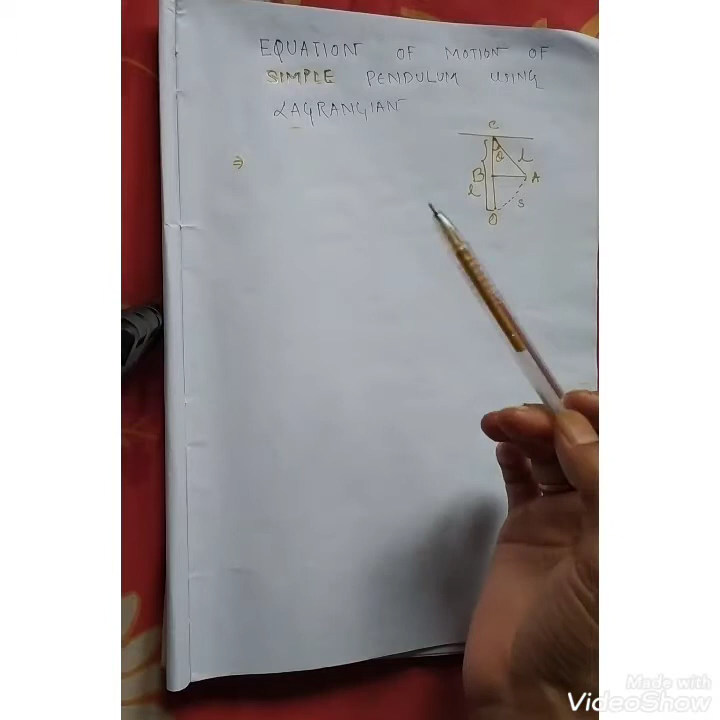 EQUATION OF MOTION OF
SIMPLE PENDULUM USING
LAGRANGIAN
⇒
C
θ
l
B
A
l
S
O
Made with
VideoShow